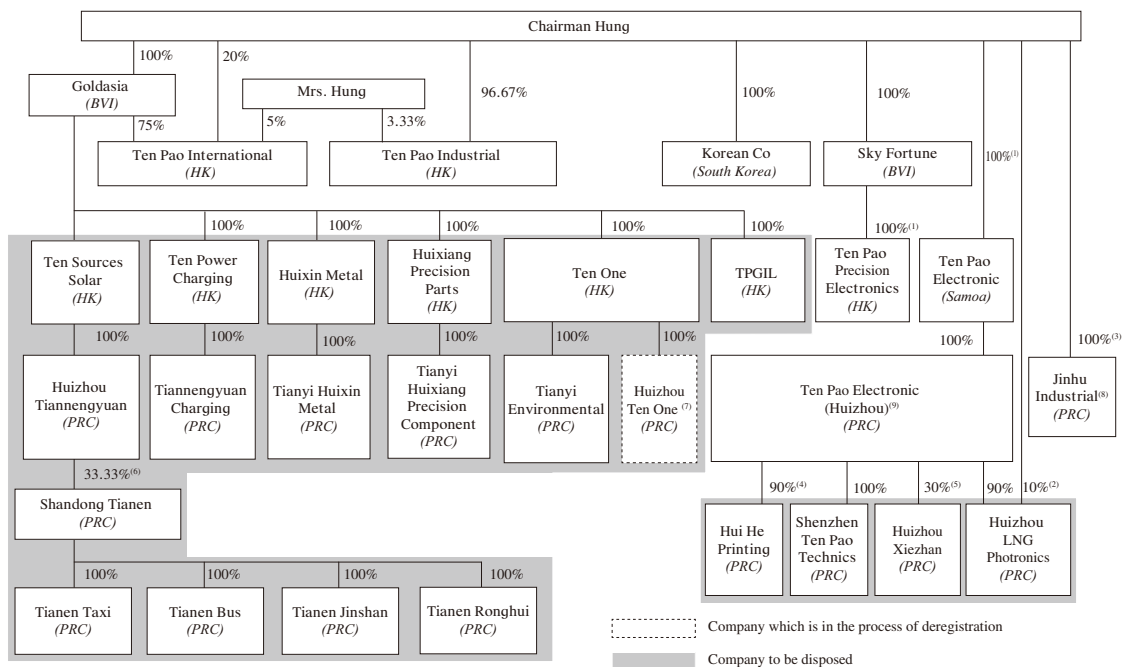 Chairman Hung
100%
20%
96.67%
100%
100%
100%(1)
Goldasia
(BVI)
Mrs. Hung
75%
5%
3.33%
Ten Pao International
(HK)
Ten Pao Industrial
(HK)
Korean Co
(South Korea)
Sky Fortune
(BVI)
100%
100%
100%
100%
100%
100%(1)
Ten Sources
Solar
(HK)
Ten Power
Charging
(HK)
Huixin Metal
(HK)
Huixiang
Precision
Parts
(HK)
Ten One
(HK)
TPGIL
(HK)
Ten Pao
Precision
Electronics
(HK)
Ten Pao
Electronic
(Samoa)
100%
100%
100%
100%
100%
100%
100%
100%(3)
Huizhou
Tiannengyuan
(PRC)
Tiannengyuan
Charging
(PRC)
Tianyi Huixin
Metal
(PRC)
Tianyi
Huixiang
Precision
Component
(PRC)
Tianyi
Environmental
(PRC)
Huizhou
Ten One (7)
(PRC)
Ten Pao Electronic
(Huizhou)(9)
(PRC)
Jinhu
Industrial(8)
(PRC)
33.33%(6)
90%(4)
100%
30%(5)
90%
10%(2)
Shandong Tianen
(PRC)
Hui He
Printing
(PRC)
Shenzhen
Ten Pao
Technics
(PRC)
Huizhou
Xiezhan
(PRC)
Huizhou
LNG
Photronics
(PRC)
100%
100%
100%
100%
Tianen Taxi
(PRC)
Tianen Bus
(PRC)
Tianen Jinshan
(PRC)
Tianen Ronghui
(PRC)
Company which is in the process of deregistration
Company to be disposed